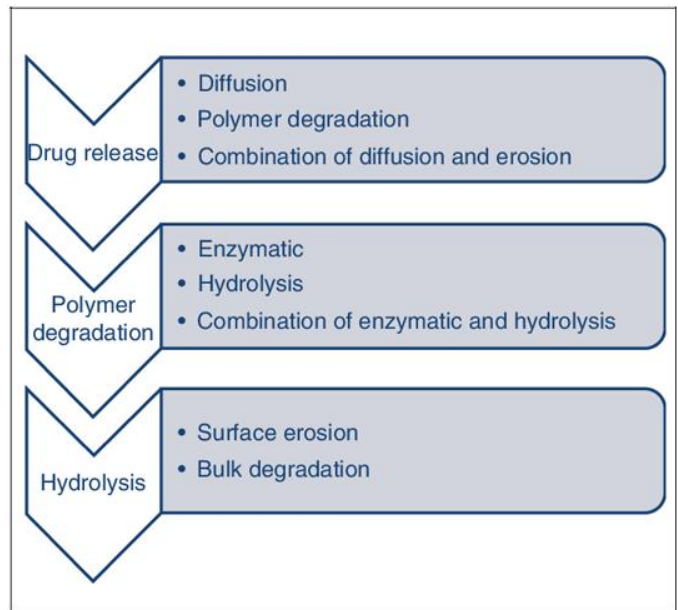 Drug release
• Diffusion
• Polymer degradation
• Combination of diffusion and erosion
Polymer
degradation
• Enzymatic
• Hydrolysis
• Combination of enzymatic and hydrolysis
Hydrolysis
• Surface erosion
• Bulk degradation